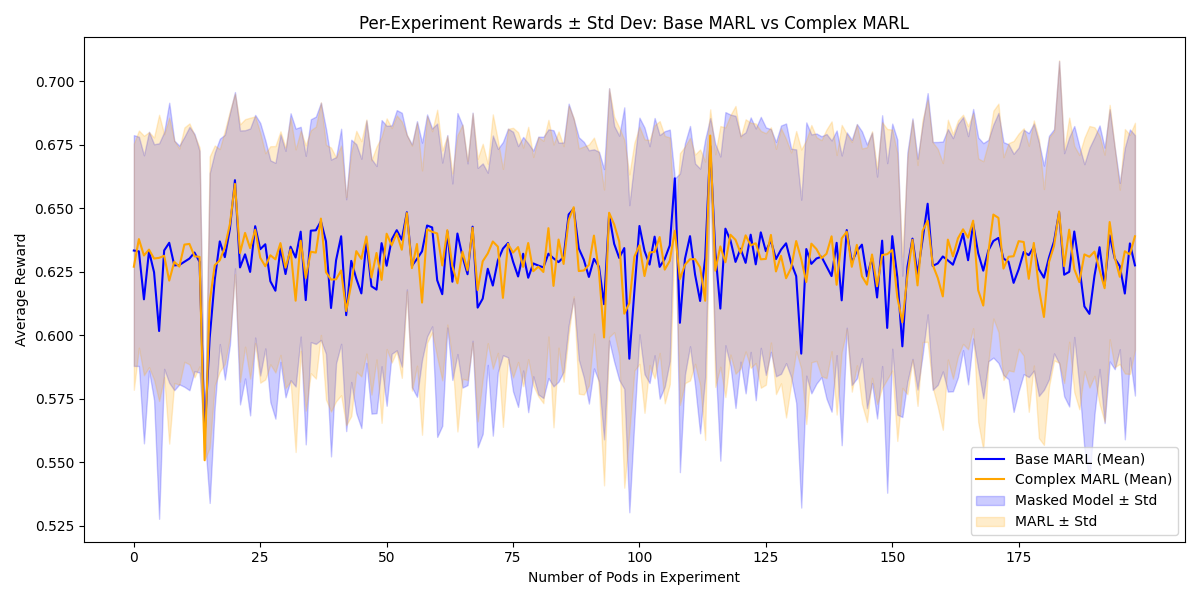 Per-Experiment Rewards ± Std Dev: Base MARL vs Complex MARL
Average Reward
0.700
0.675
0.650
0.625
0.600
0.575
0.550
0.525
0
25
50
75
100
125
150
175
Number of Pods in Experiment
Base MARL (Mean)
Complex MARL (Mean)
Masked Model ± Std
MARL ± Std